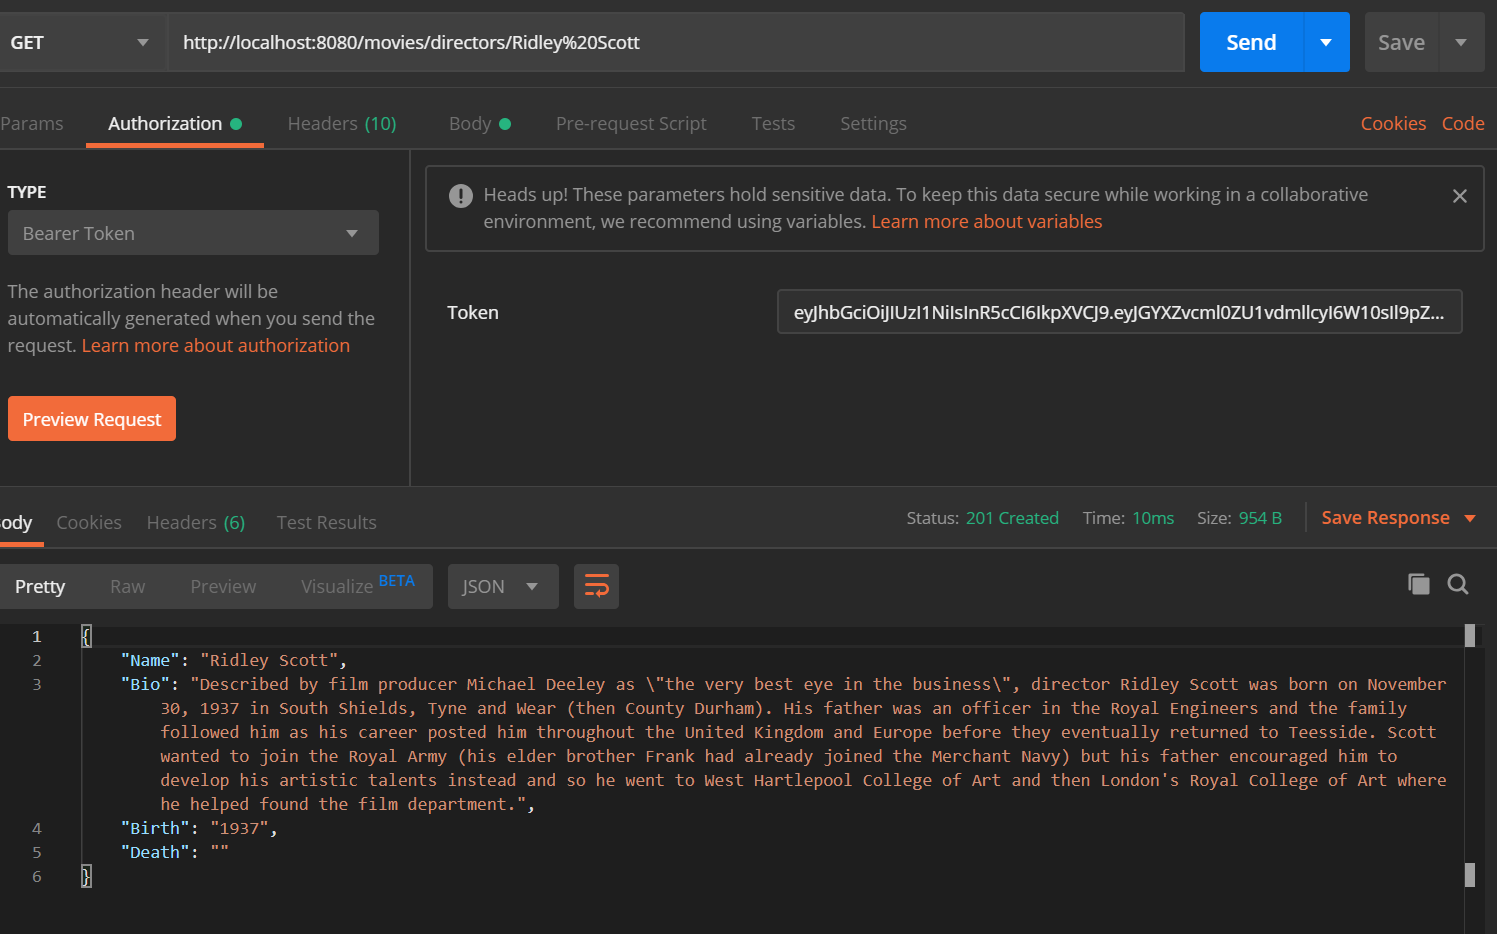 GET http://localhost:8080/movies/directors/Ridley%20Scott Send Save
Params Authorization Headers (10) Body Pre-request Script Tests Settings Cookies Code
TYPE
Bearer Token
The authorization header will be
automatically generated when you send the
request. Learn more about authorization
Preview Request
Heads up! These parameters hold sensitive data. To keep this data secure while working in a collaborative
environment, we recommend using variables. Learn more about variables
Token eyJhbGciOiJIUzI1NiIsInR5cCI6IkpXVCJ9.eyJGYXZvcml0ZU1vdmllcyI6W10sIl9pZ...
ody Cookies Headers (6) Test Results Status: 201 Created Time: 10ms Size: 954 B Save Response
Pretty Raw Preview Visualize BETA JSON
1 {
2 "Name": "Ridley Scott",
3 "Bio": "Described by film producer Michael Deeley as \"the very best eye in the business\", director Ridley Scott was born on November
30, 1937 in South Shields, Tyne and Wear (then County Durham). His father was an officer in the Royal Engineers and the family
followed him as his career posted him throughout the United Kingdom and Europe before they eventually returned to Teesside. Scott
wanted to join the Royal Army (his elder brother Frank had already joined the Merchant Navy) but his father encouraged him to
develop his artistic talents instead and so he went to West Hartlepool College of Art and then London's Royal College of Art where
he helped found the film department.",
4 "Birth": "1937",
5 "Death": ""
6 }